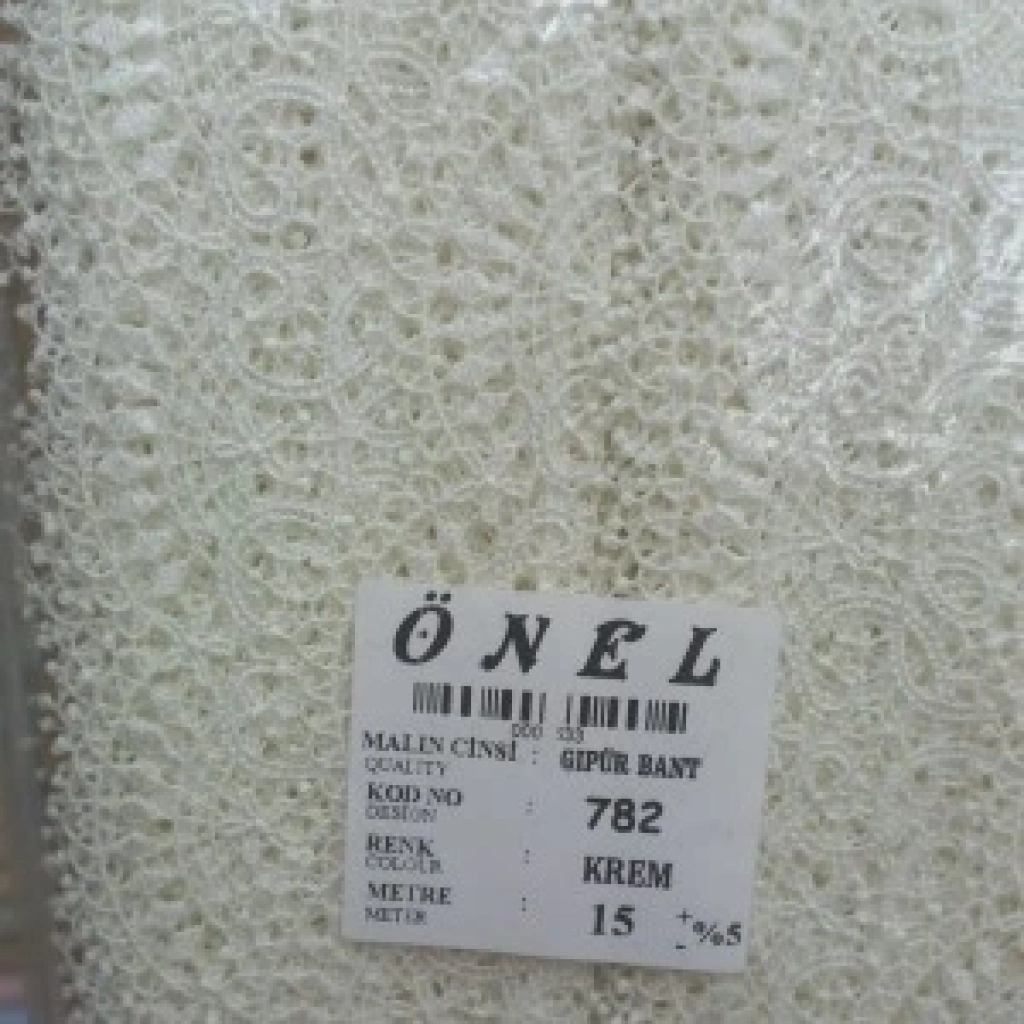 ÖNEL
MALIN CİNSİ : GIPÜR BANT
QUALITY
KOD NO : 782
DESIGN
RENK : KREM
COLOUR
METRE : 15 +-%5
METER